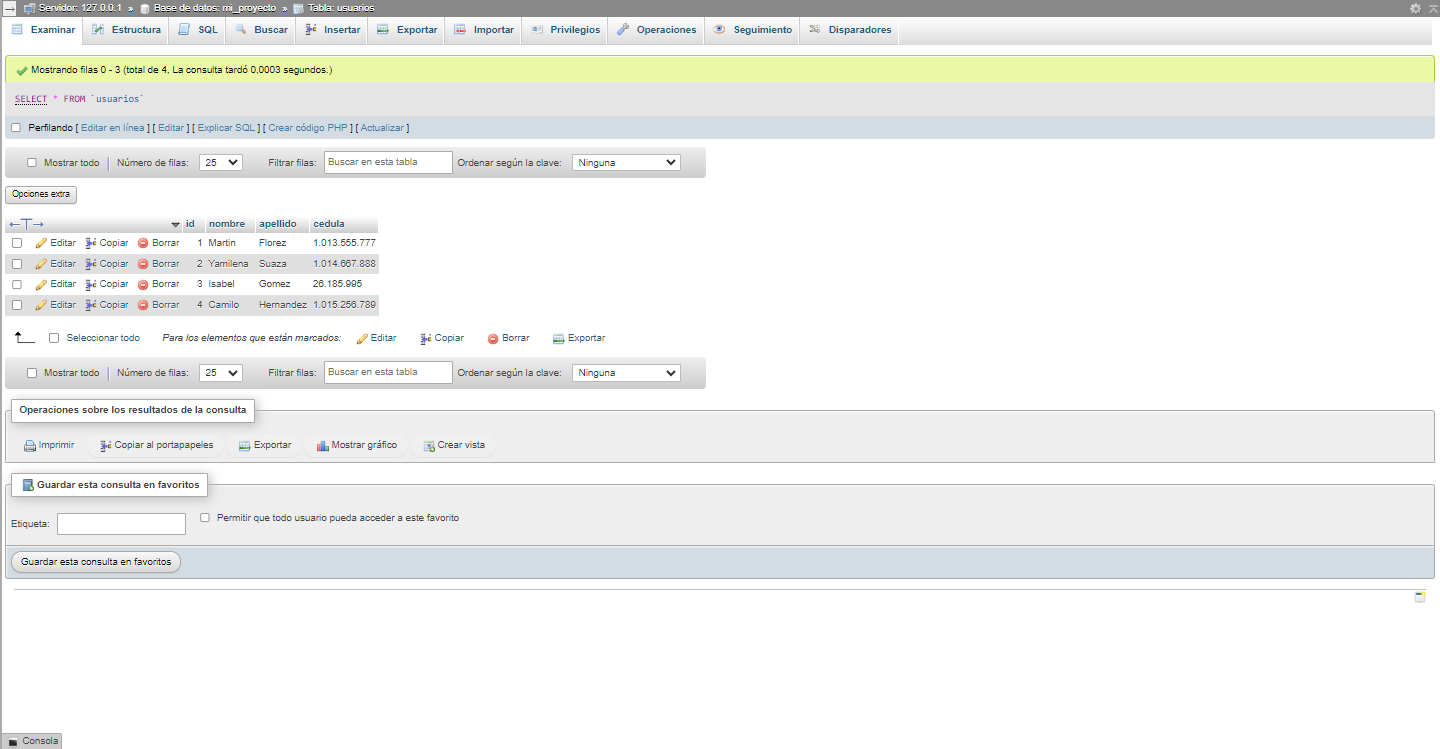 Servidor: 127.0.0.1 » Base de datos: mi_proyecto » Tabla: usuarios
Examinar Estructura SQL Buscar Insertar Exportar Importar Privilegios Operaciones Seguimiento Disparadores
Mostrando filas 0 - 3 (total de 4, La consulta tardó 0,0003 segundos.)
SELECT * FROM `usuarios`
Perfilando [ Editar en línea ] [ Editar ] [ Explicar SQL ] [ Crear código PHP ] [ Actualizar ]
Mostrar todo Número de filas: 25 Filtrar filas: Buscar en esta tabla Ordenar según la clave: Ninguna
Opciones extra
←T→ id nombre apellido cedula
Editar Copiar Borrar 1 Martin Florez 1.013.555.777
Editar Copiar Borrar 2 Yamilena Suaza 1.014.667.888
Editar Copiar Borrar 3 Isabel Gomez 26.185.995
Editar Copiar Borrar 4 Camilo Hernandez 1.015.256.789
Seleccionar todo Para los elementos que están marcados: Editar Copiar Borrar Exportar
Mostrar todo Número de filas: 25 Filtrar filas: Buscar en esta tabla Ordenar según la clave: Ninguna
Operaciones sobre los resultados de la consulta
Imprimir Copiar al portapapeles Exportar Mostrar gráfico Crear vista
Guardar esta consulta en favoritos
Etiqueta: Permitir que todo usuario pueda acceder a este favorito
Guardar esta consulta en favoritos
Consola